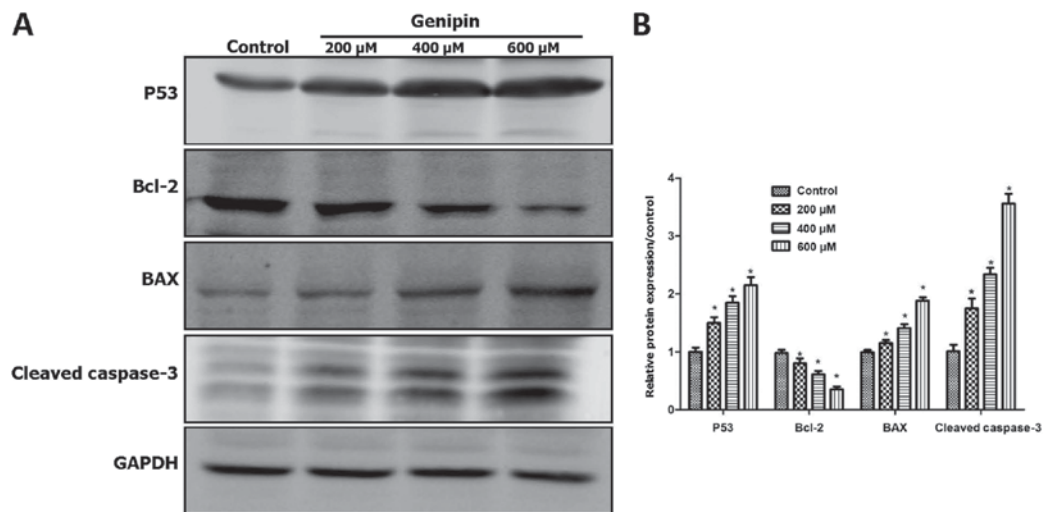 A
Genipin
Control 200 µM 400 µM 600 µM
P53
Bcl-2
BAX
Cleaved caspase-3
GAPDH
B
Relative protein expression/control
4
3
2
1
0
Control
200 µM
400 µM
600 µM
* * * * * * * * * * * *
P53 Bcl-2 BAX Cleaved caspase-3